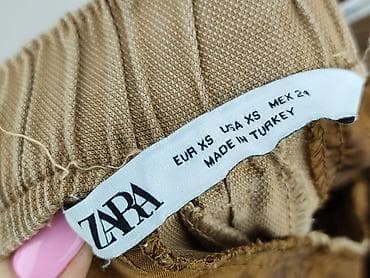 ZARA
EUR XS USA XS MEX 24
MADE IN TURKEY